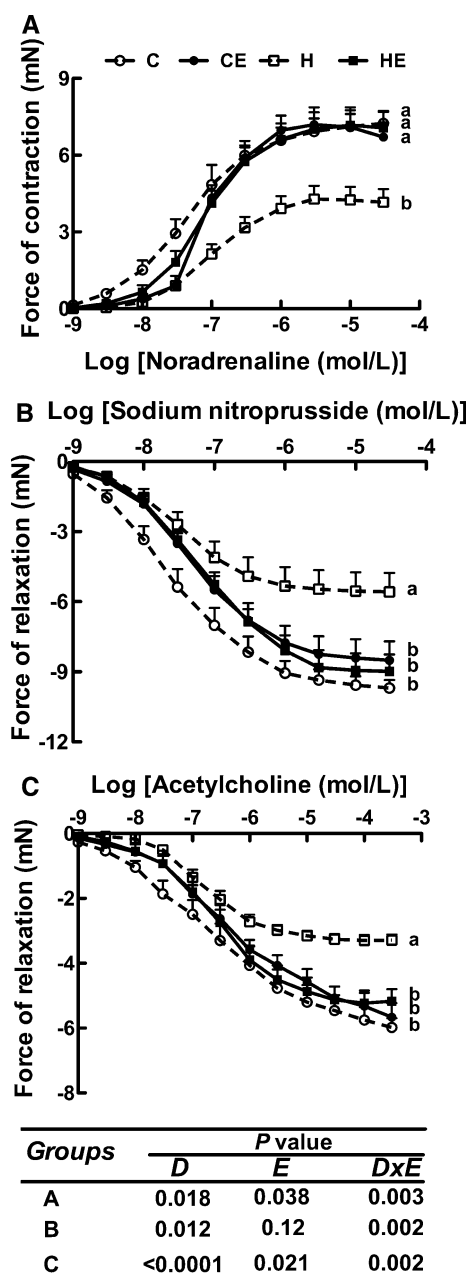 A
C CE H HE
Force of contraction (mN)
9
6
3
0
a
a
a
b
-9 -8 -7 -6 -5 -4
Log [Noradrenaline (mol/L)]
B
Log [Sodium nitroprusside (mol/L)]
-9 -8 -7 -6 -5 -4
Force of relaxation (mN)
0
-3
-6
-9
-12
a
b
b
b
C
Log [Acetylcholine (mol/L)]
-9 -8 -7 -6 -5 -4 -3
Force of relaxation (mN)
0
-2
-4
-6
-8
a
b
b
b
Groups P value
D E DxE
A 0.018 0.038 0.003
B 0.012 0.12 0.002
C <0.0001 0.021 0.002